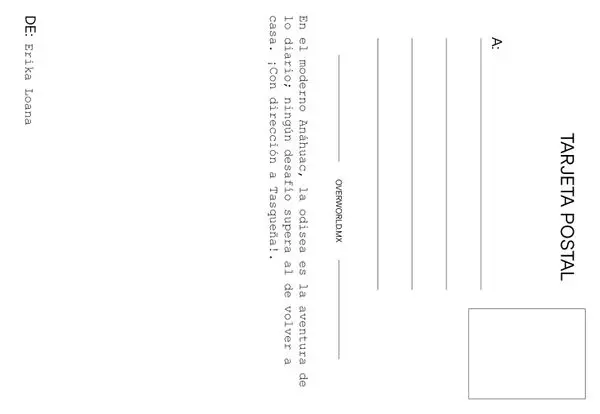 TARJETA POSTAL
A:
OVERWORLD.MX
En el moderno Anáhuac, la odisea es la aventura de
lo diario; ningún desafío supera al de volver a
casa. ¡Con dirección a Tasqueña!.
DE: Erika Loana